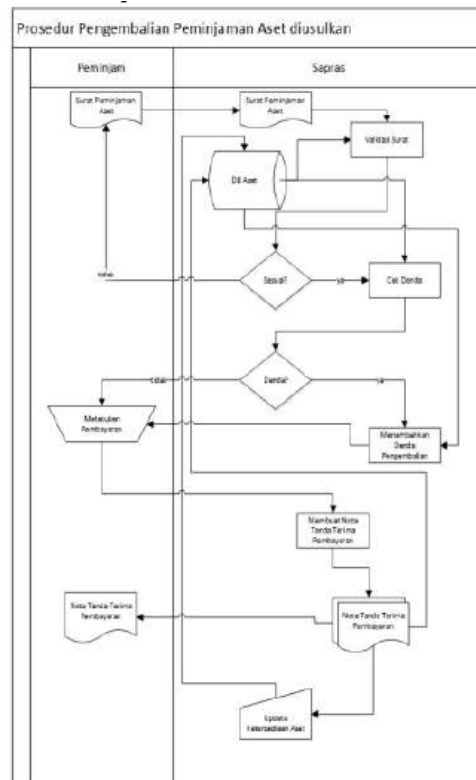 Prosedur Pengembalian Peminjaman Aset diusulkan
Peminjam
Sapras
Surat Peminjaman
Aset
Surat Peminjaman
Aset
Validasi Surat
DB Aset
Sesuai?
ya
Cek Denda
tidak
Denda?
tidak
ya
Melakukan
Pembayaran
Menambahkan
Denda
Pengembalian
Membuat Nota
Tanda Terima
Pembayaran
Nota Tanda Terima
Pembayaran
Nota Tanda Terima
Pembayaran
Update
Ketersediaan Aset